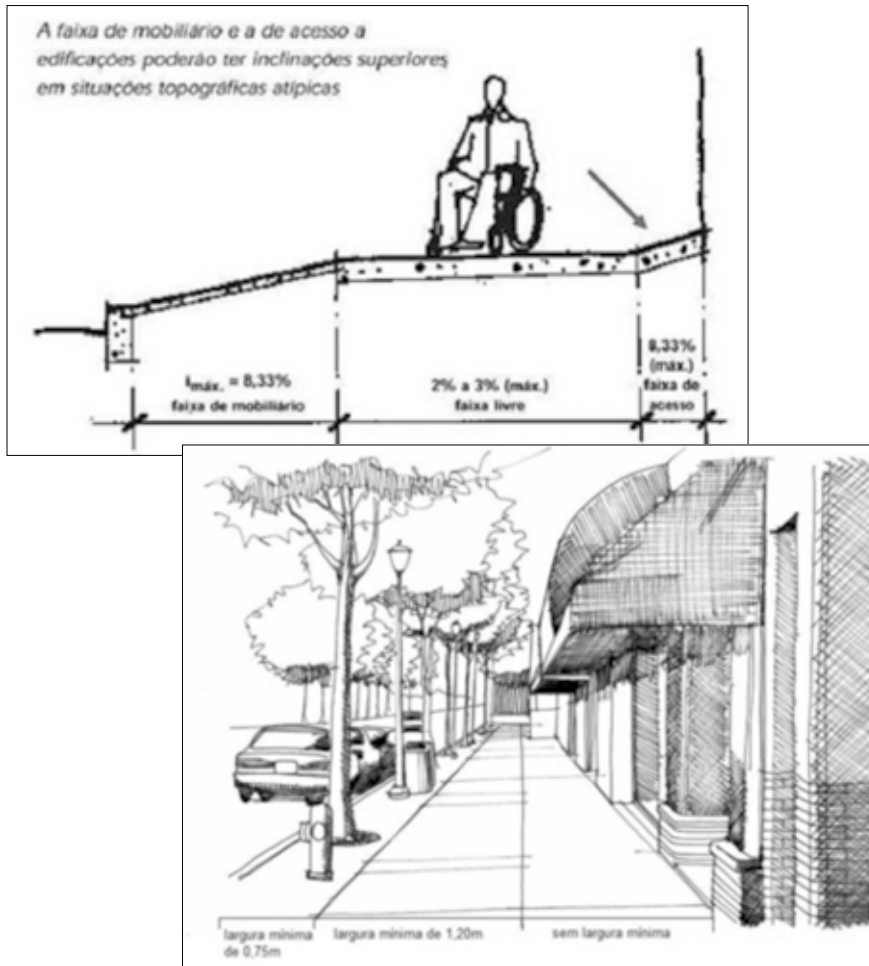 A faixa de mobiliário e a de acesso a
edificações poderão ter inclinações superiores
em situações topográficas atípicas
i máx. = 8,33%
faixa de mobiliário
2% a 3% (máx.)
faixa livre
8,33%
(máx.)
faixa de
acesso
largura mínima
de 0,75m
largura mínima de 1,20m
sem largura mínima